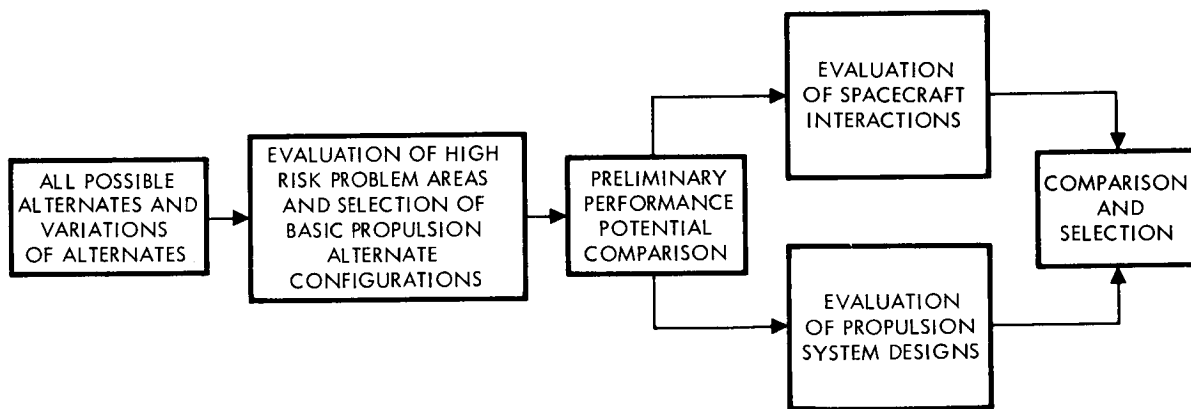 ALL POSSIBLE
ALTERNATES AND
VARIATIONS
OF ALTERNATES
EVALUATION OF HIGH
RISK PROBLEM AREAS
AND SELECTION OF
BASIC PROPULSION
ALTERNATE
CONFIGURATIONS
PRELIMINARY
PERFORMANCE
POTENTIAL
COMPARISON
EVALUATION
OF SPACECRAFT
INTERACTIONS
EVALUATION
OF PROPULSION
SYSTEM DESIGNS
COMPARISON
AND
SELECTION